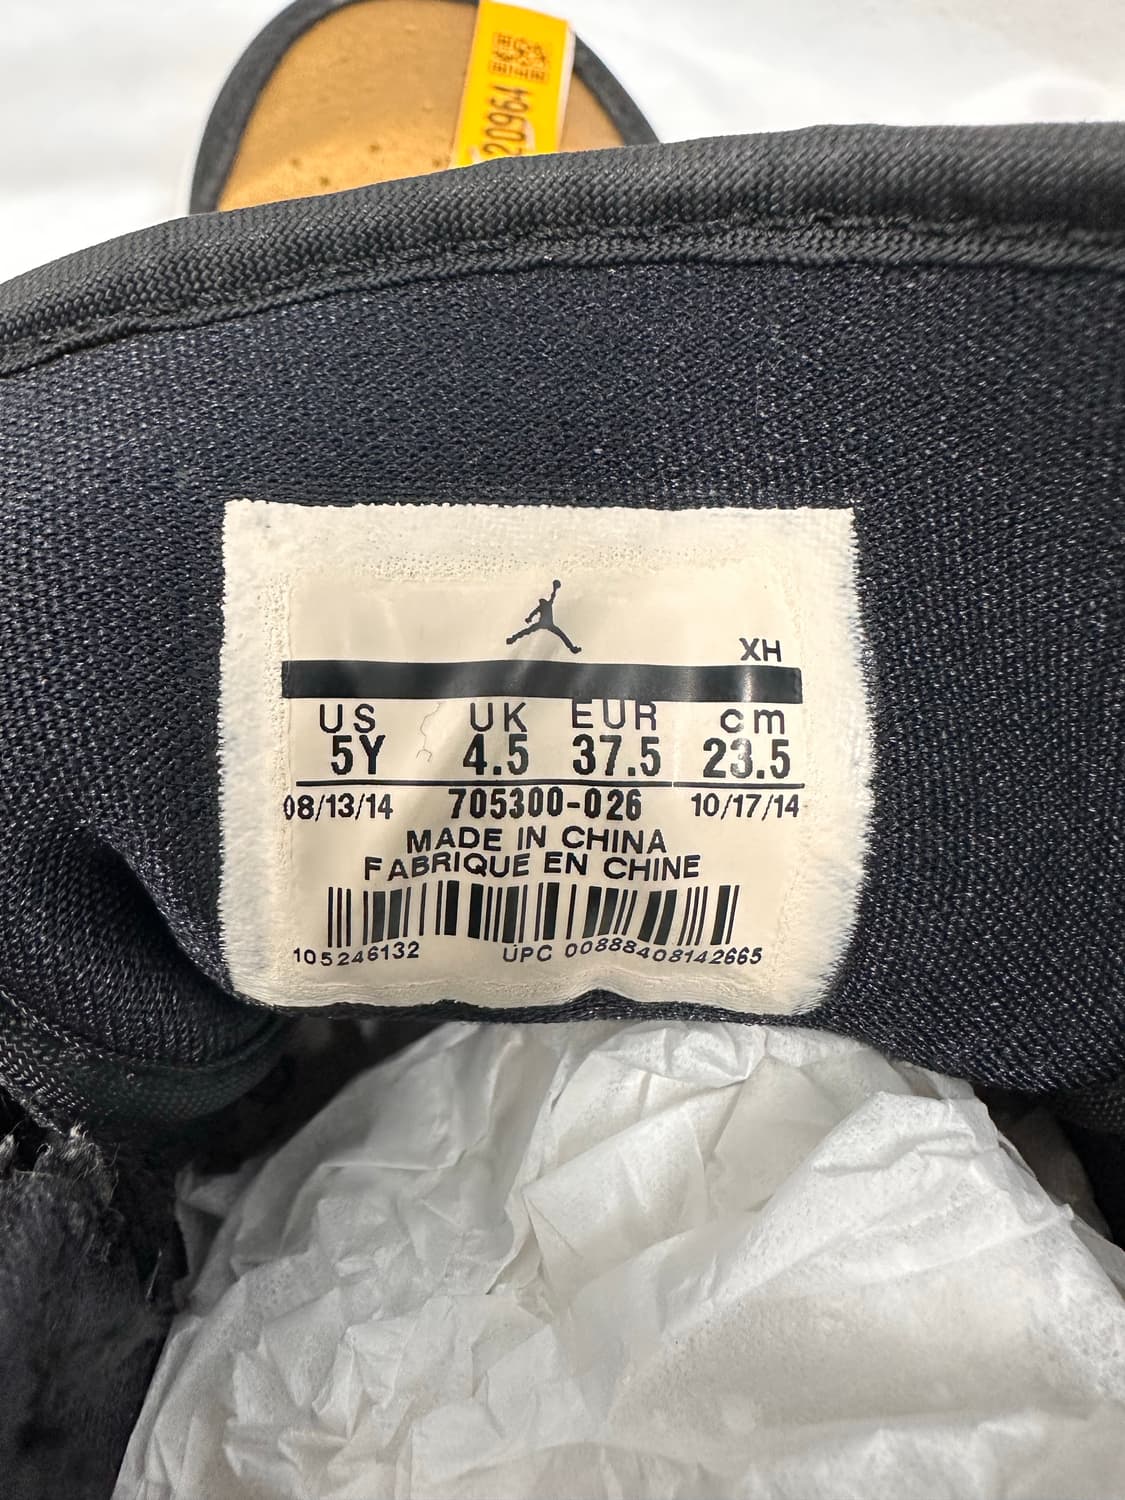 20964
XH
US UK EUR cm
5Y 4.5 37.5 23.5
08/13/14 705300-026 10/17/14
MADE IN CHINA
FABRIQUE EN CHINE
105246132 UPC 00888408142665